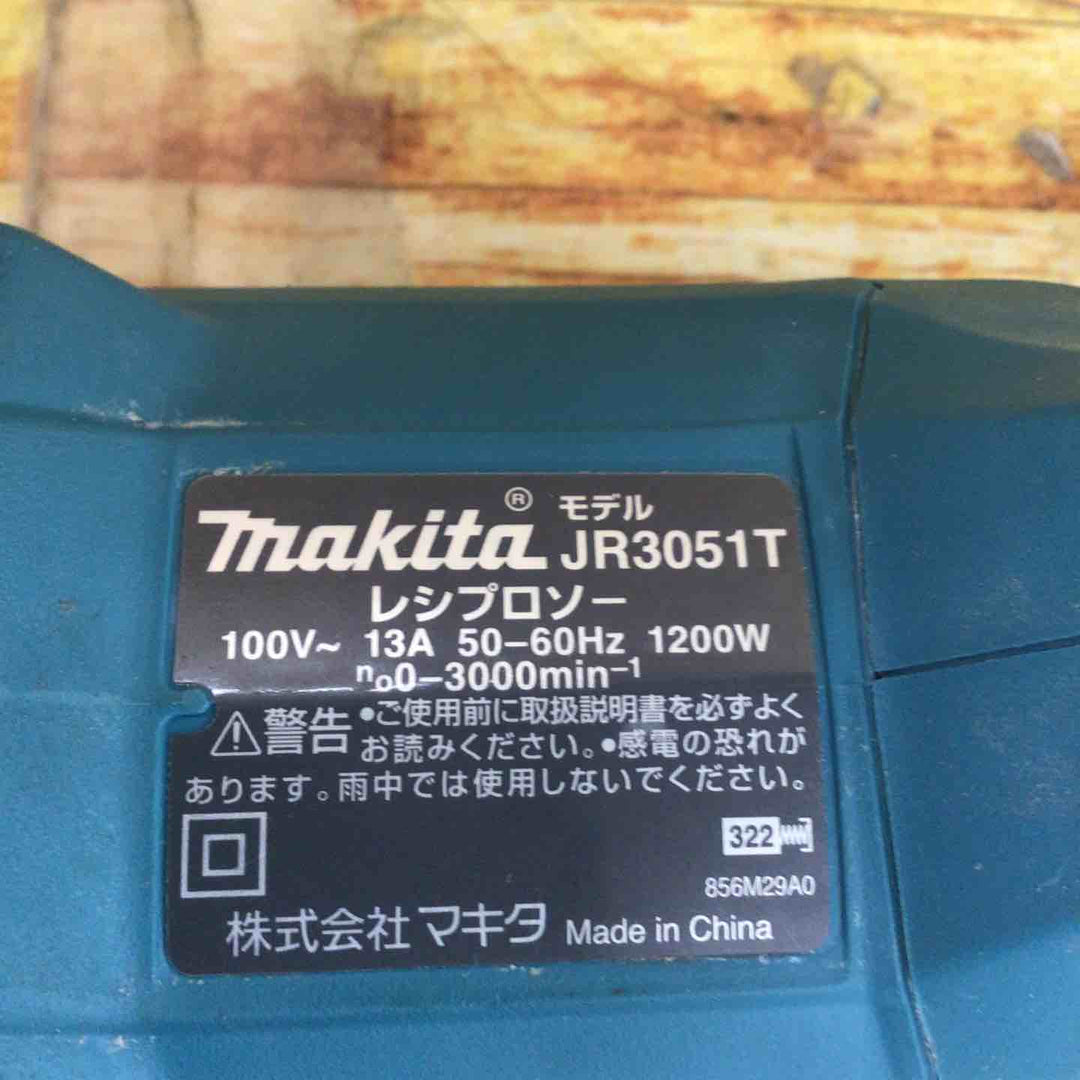 makita® モデル JR3051T
レシプロソー
100V~ 13A 50-60Hz 1200W
no0-3000min-1
⚠警告 •ご使用前に取扱説明書を必ずよく
お読みください。•感電の恐れが
あります。雨中では使用しないでください。
322
856M29A0
株式会社 マキタ Made in China